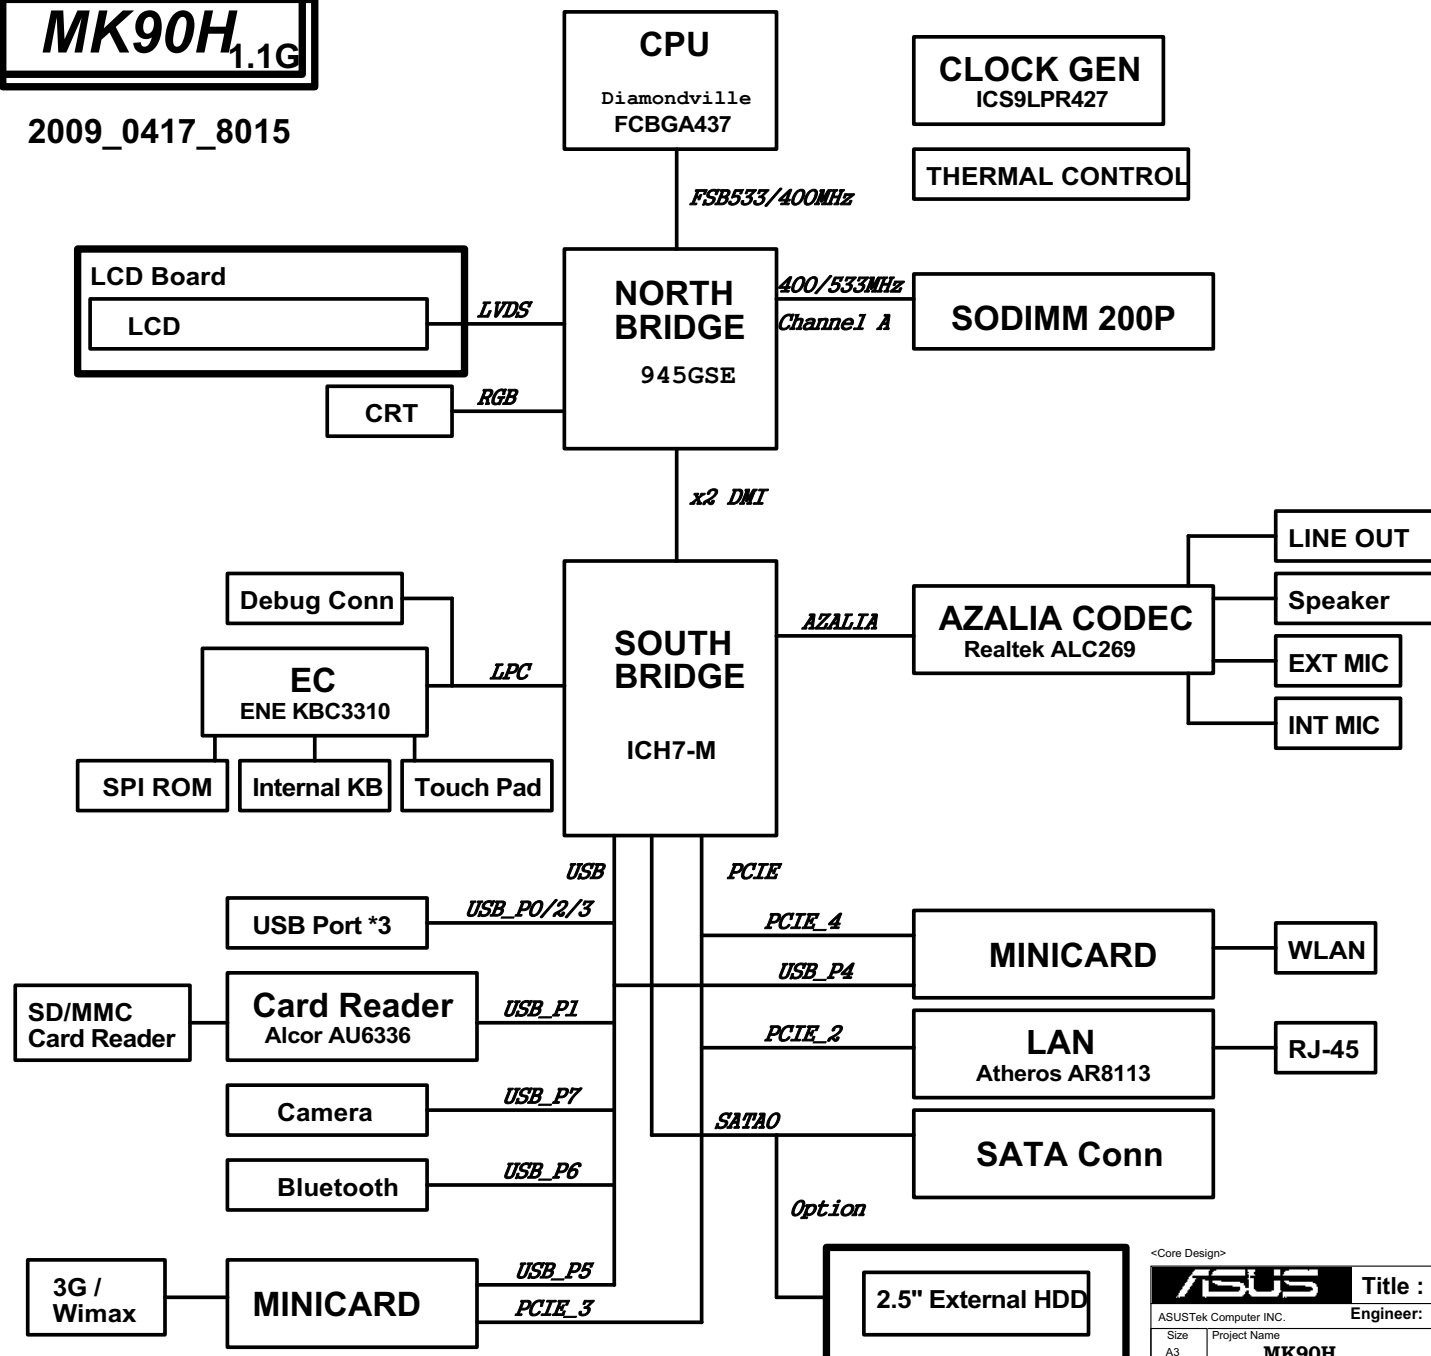 MK90H
1.1G
2009_0417_8015
CPU
Diamondville
FCBGA437
CLOCK GEN
ICS9LPR427
THERMAL CONTROL
FSB533/400MHz
LCD Board
LCD
LVDS
NORTH
BRIDGE
945GSE
400/533MHz
Channel A
SODIMM 200P
CRT
RGB
x2 DMI
Debug Conn
EC
ENE KBC3310
LPC
SPI ROM
Internal KB
Touch Pad
SOUTH
BRIDGE
ICH7-M
AZALIA
AZALIA CODEC
Realtek ALC269
LINE OUT
Speaker
EXT MIC
INT MIC
USB
PCIE
USB Port *3
USB_P0/2/3
PCIE_4
USB_P4
MINICARD
WLAN
SD/MMC
Card Reader
Card Reader
Alcor AU6336
USB_P1
PCIE_2
LAN
Atheros AR8113
RJ-45
Camera
USB_P7
SATA0
SATA Conn
Bluetooth
USB_P6
Option
3G /
Wimax
MINICARD
USB_P5
PCIE_3
2.5" External HDD
<Core Design>
ASUS
Title :
ASUSTek Computer INC.
Engineer:
Size
Project Name
A3
MK90H